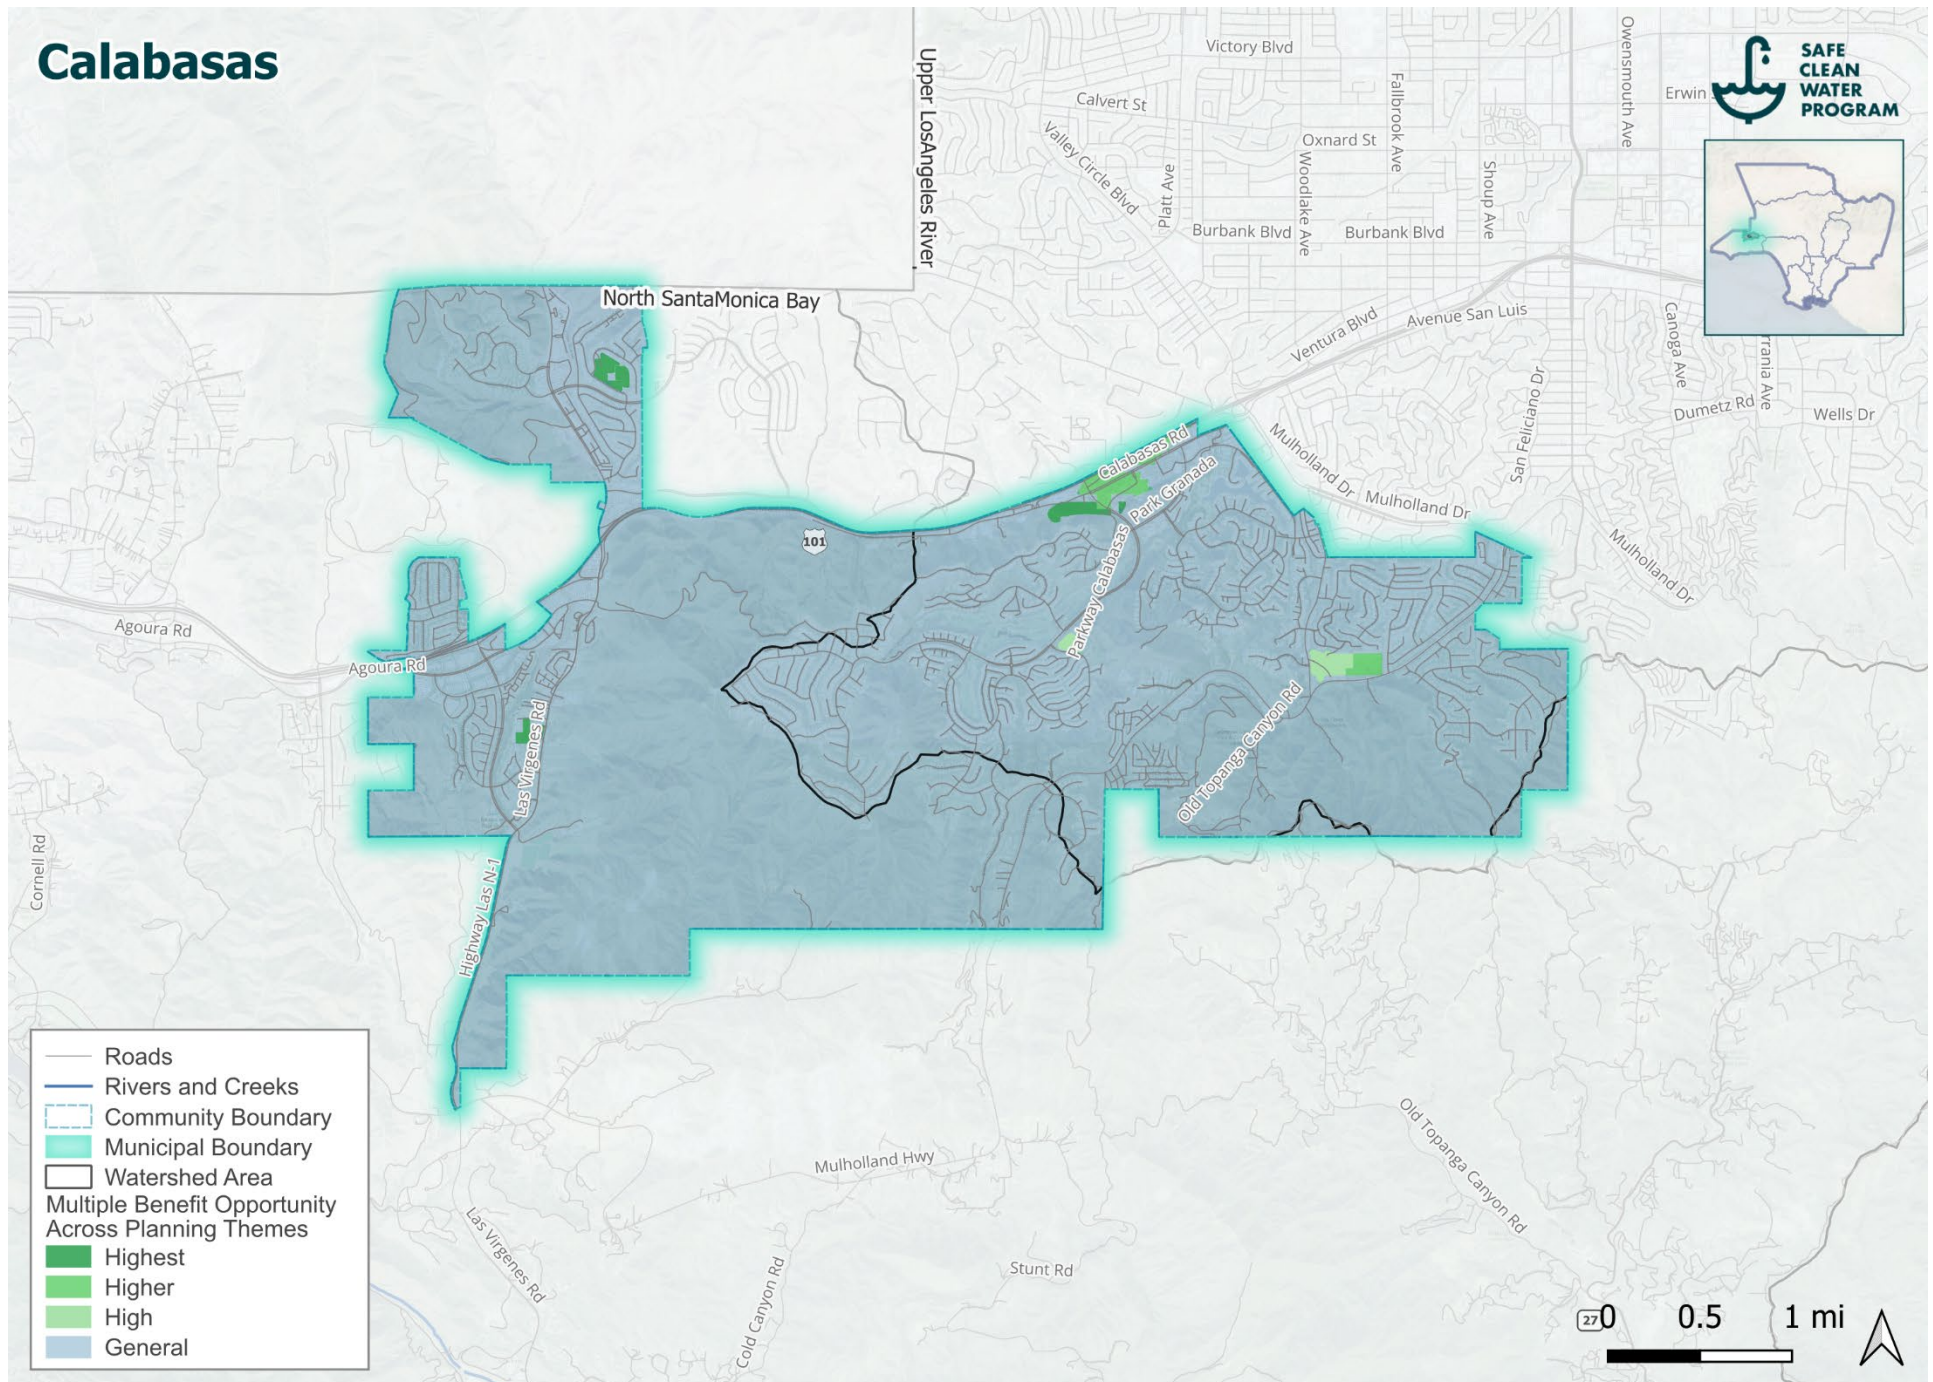 Calabasas
SAFE
CLEAN
WATER
PROGRAM
Victory Blvd
Calvert St
Valley Circle Blvd
Platt Ave
Woodlake Ave
Oxnard St
Fallbrook Ave
Shoup Ave
Owensmouth Ave
Erwin
Burbank Blvd
Burbank Blvd
Upper LosAngeles River
North SantaMonica Bay
Ventura Blvd
Avenue San Luis
Canoga Ave
Dumetz Rd
Wells Dr
San Feliciano Dr
Mulholland Dr
Mulholland Dr
Mulholland Dr
Calabasas Rd
Park Granada
Parkway Calabasas
101
Agoura Rd
Agoura Rd
Las Virgenes Rd
Old Topanga Canyon Rd
Cornell Rd
Highway Las N-1
Mulholland Hwy
Las Virgenes Rd
Cold Canyon Rd
Stunt Rd
Old Topanga Canyon Rd
Roads
Rivers and Creeks
Community Boundary
Municipal Boundary
Watershed Area
Multiple Benefit Opportunity
Across Planning Themes
Highest
Higher
High
General
27
0 0.5 1 mi